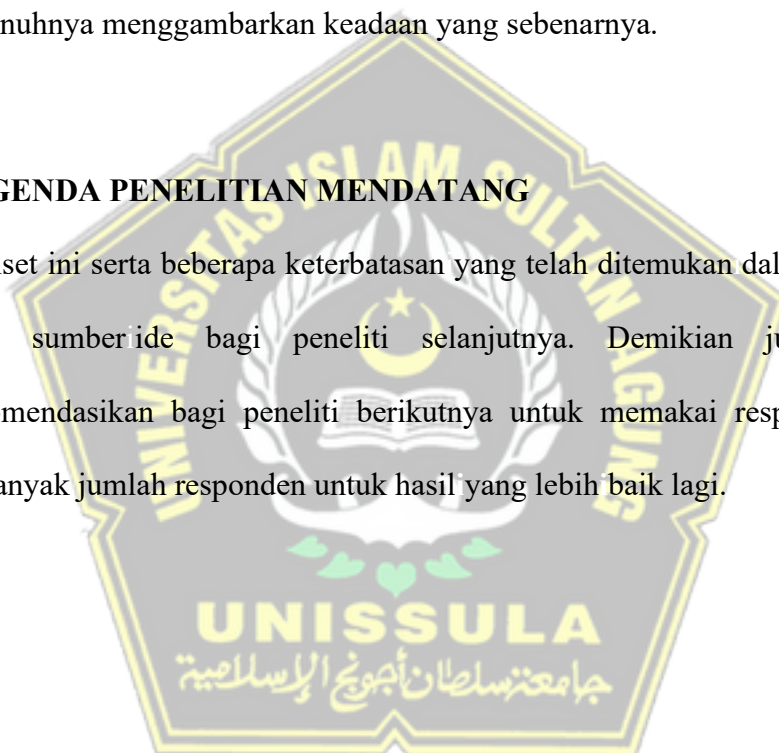 nuhnya menggambarkan keadaan yang sebenarnya.
GENDA PENELITIAN MENDATANG
set ini serta beberapa keterbatasan yang telah ditemukan dal
sumber ide bagi peneliti selanjutnya. Demikian ju
mendasikan bagi peneliti berikutnya untuk memakai resp
anyak jumlah responden untuk hasil yang lebih baik lagi.
UNIVERSITAS ISLAM SULTAN AGUNG
UNISSULA
جامعة سلطان أجونج الإسلامية